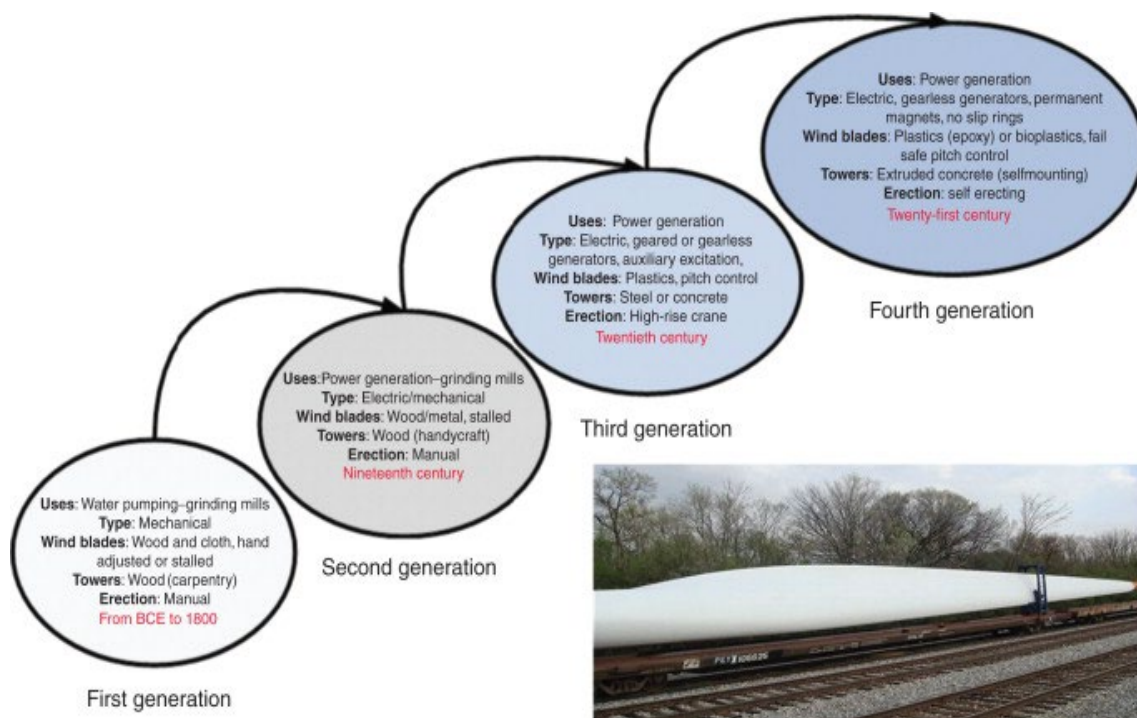 Uses: Water pumping–grinding mills
Type: Mechanical
Wind blades: Wood and cloth, hand
adjusted or stalled
Towers: Wood (carpentry)
Erection: Manual
From BCE to 1800
First generation
Uses:Power generation–grinding mills
Type: Electric/mechanical
Wind blades: Wood/metal, stalled
Towers: Wood (handycraft)
Erection: Manual
Nineteenth century
Second generation
Uses: Power generation
Type: Electric, geared or gearless
generators, auxiliary excitation,
Wind blades: Plastics, pitch control
Towers: Steel or concrete
Erection: High-rise crane
Twentieth century
Third generation
Uses: Power generation
Type: Electric, gearless generators, permanent
magnets, no slip rings
Wind blades: Plastics (epoxy) or bioplastics, fail
safe pitch control
Towers: Extruded concrete (selfmounting)
Erection: self erecting
Twenty-first century
Fourth generation